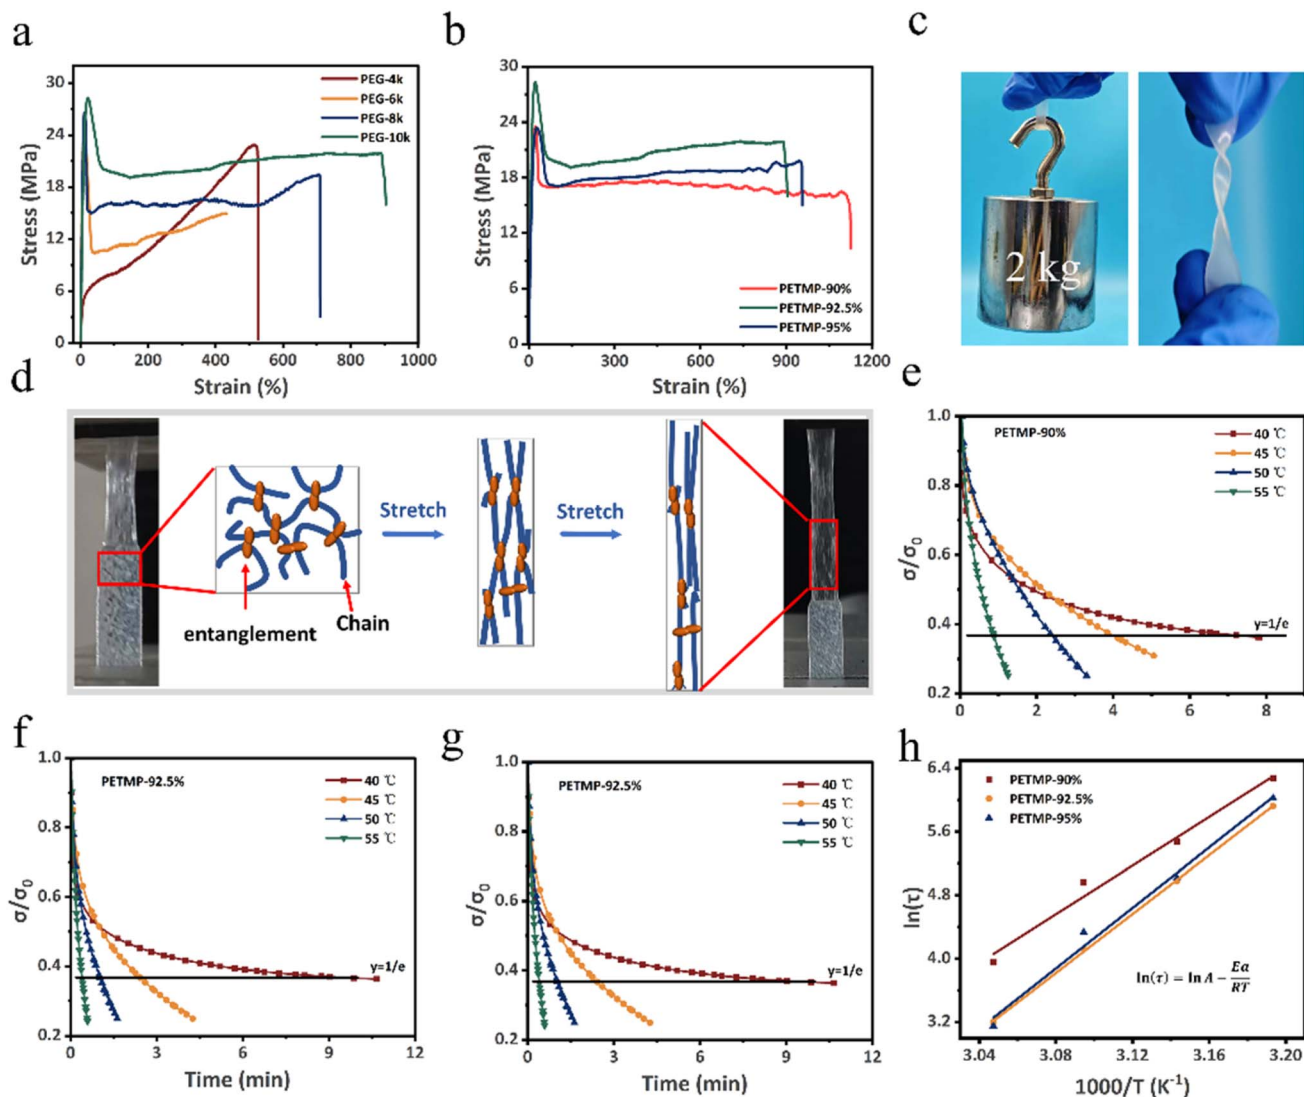 a
30
24
18
12
6
0
Stress (MPa)
PEG-4k
PEG-6k
PEG-8k
PEG-10k
0 200 400 600 800 1000
Strain (%)
b
30
24
18
12
6
0
Stress (MPa)
PETMP-90%
PETMP-92.5%
PETMP-95%
0 300 600 900 1200
Strain (%)
c
2 kg
d
entanglement
Chain
Stretch
Stretch
e
PETMP-90%
40 ℃
45 ℃
50 ℃
55 ℃
1.0
0.8
0.6
0.4
0.2
σ/σ0
y=1/e
0 2 4 6 8
f
PETMP-92.5%
40 ℃
45 ℃
50 ℃
55 ℃
1.0
0.8
0.6
0.4
0.2
σ/σ0
y=1/e
0 3 6 9 12
Time (min)
g
PETMP-92.5%
40 ℃
45 ℃
50 ℃
55 ℃
1.0
0.8
0.6
0.4
0.2
σ/σ0
y=1/e
0 3 6 9 12
Time (min)
h
PETMP-90%
PETMP-92.5%
PETMP-95%
6.4
5.6
4.8
4.0
3.2
ln(τ)
ln(τ) = ln A − Ea/RT
3.04 3.08 3.12 3.16 3.20
1000/T (K⁻¹)